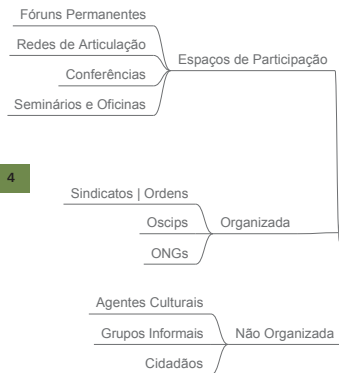 Fóruns Permanentes
Redes de Articulação
Conferências
Seminários e Oficinas
Espaços de Participação
4
Sindicatos | Ordens
Oscips
ONGs
Organizada
Agentes Culturais
Grupos Informais
Cidadãos
Não Organizada